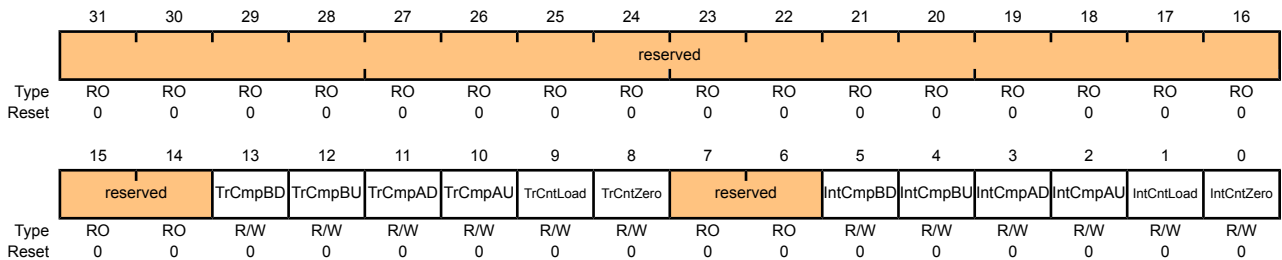 31 30 29 28 27 26 25 24 23 22 21 20 19 18 17 16
reserved
Type RO RO RO RO RO RO RO RO RO RO RO RO RO RO RO RO
Reset 0 0 0 0 0 0 0 0 0 0 0 0 0 0 0 0
15 14 13 12 11 10 9 8 7 6 5 4 3 2 1 0
reserved TrCmpBD TrCmpBU TrCmpAD TrCmpAU TrCntLoad TrCntZero reserved IntCmpBD IntCmpBU IntCmpAD IntCmpAU IntCntLoad IntCntZero
Type RO RO R/W R/W R/W R/W R/W R/W RO RO R/W R/W R/W R/W R/W R/W
Reset 0 0 0 0 0 0 0 0 0 0 0 0 0 0 0 0